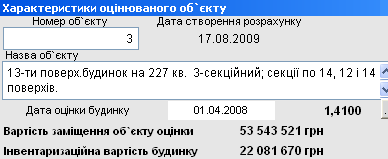 Характеристики оцінюваного об`єкту
Номер об`єкту Дата створення розрахунку
3 17.08.2009
Назва об`єкту
13-ти поверх.будинок на 227 кв. 3-секційний; секції по 14, 12 і 14
поверхів.
Дата оцінки будинку 01.04.2008 1,4100
Вартість заміщення об`єкту оцінки 53 543 521 грн
Інвентаризаційна вартість будинку 22 081 670 грн